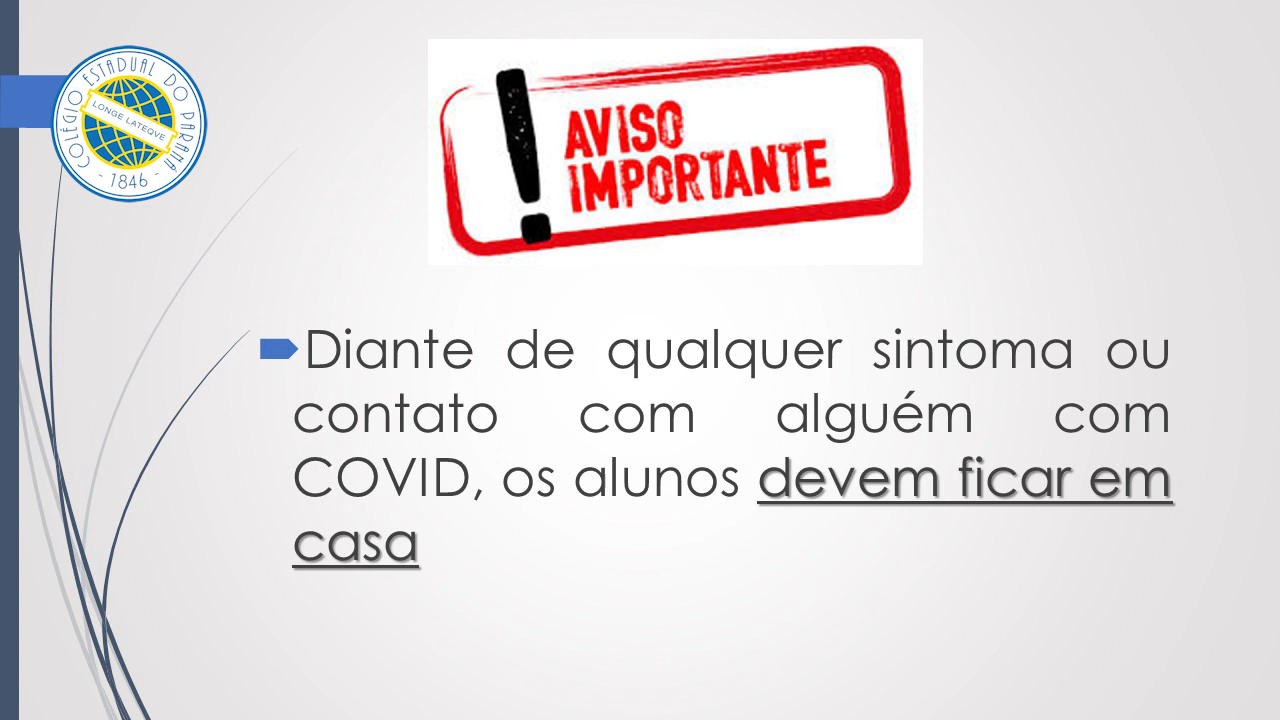 COLÉGIO ESTADUAL DO PARANÁ
LONGE LATEQVE
- 1846 -
AVISO
IMPORTANTE
Diante de qualquer sintoma ou
contato com alguém com
COVID, os alunos devem ficar em
casa